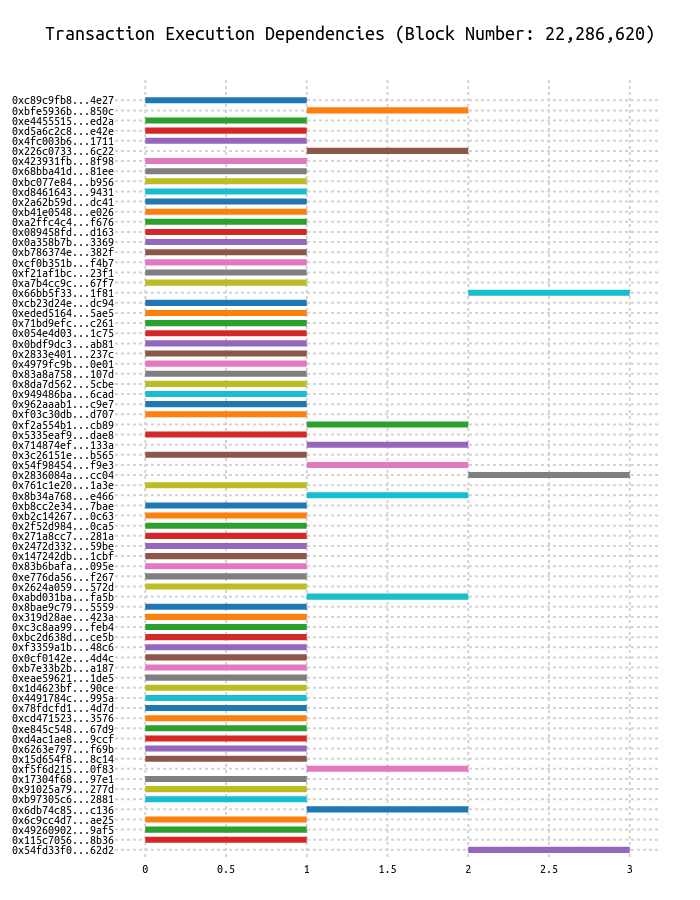 Transaction Execution Dependencies (Block Number: 22,286,620)
0xc89c9fb8...4e27
0xbfe5936b...850c
0xe4455515...ed2a
0xd5a6c2c8...e42e
0x4fc003b6...1711
0x226c0733...6c22
0x423931fb...8f98
0x68bba41d...81ee
0xbc077e84...b956
0xd8461643...9431
0x2a62b59d...dc41
0xb41e0548...e026
0xa2ffc4c4...f676
0x089458fd...d163
0x0a358b7b...3369
0xb786374e...382f
0xcf0b351b...f4b7
0xf21af1bc...23f1
0xa7b4cc9c...67f7
0x66bb5f33...1f81
0xcb23d24e...dc94
0xeded5164...5ae5
0x71bd9efc...c261
0x054e4d03...1c75
0x0bdf9dc3...ab81
0x2833e401...237c
0x4979fc9b...0e01
0x83a8a758...107d
0x8da7d562...5cbe
0x949486ba...6cad
0x962aaab1...c9e7
0xf03c30db...d707
0xf2a554b1...cb89
0x5335eaf9...dae8
0x714874ef...133a
0x3c26151e...b565
0x54f98454...f9e3
0x2836084a...cc04
0x761c1e20...1a3e
0x8b34a768...e466
0xb8cc2e34...7bae
0xb2c14267...0c63
0x2f52d984...0ca5
0x271a8cc7...281a
0x2472d332...59be
0x147242db...1cbf
0x83b6bafa...095e
0xe776da56...f267
0x2624a059...572d
0xabd031ba...fa5b
0x8bae9c79...5559
0x319d28ae...423a
0xc3c8aa99...feb4
0xbc2d638d...ce5b
0xf3359a1b...48c6
0x0cf0142e...4d4c
0xb7e33b2b...a187
0xeae59621...1de5
0x1d4623bf...90ce
0x4491784c...995a
0x78fdcfd1...4d7d
0xcd471523...3576
0xe845c548...67d9
0xd4ac1ae8...9ccf
0x6263e797...f69b
0x15d654f8...8c14
0xf5f6d215...0f83
0x17304f68...97e1
0x91025a79...277d
0xb97305c6...2881
0x6db74c85...c136
0x6c9cc4d7...ae25
0x49260902...9af5
0x115c7056...8b36
0x54fd33f0...62d2
0 0.5 1 1.5 2 2.5 3